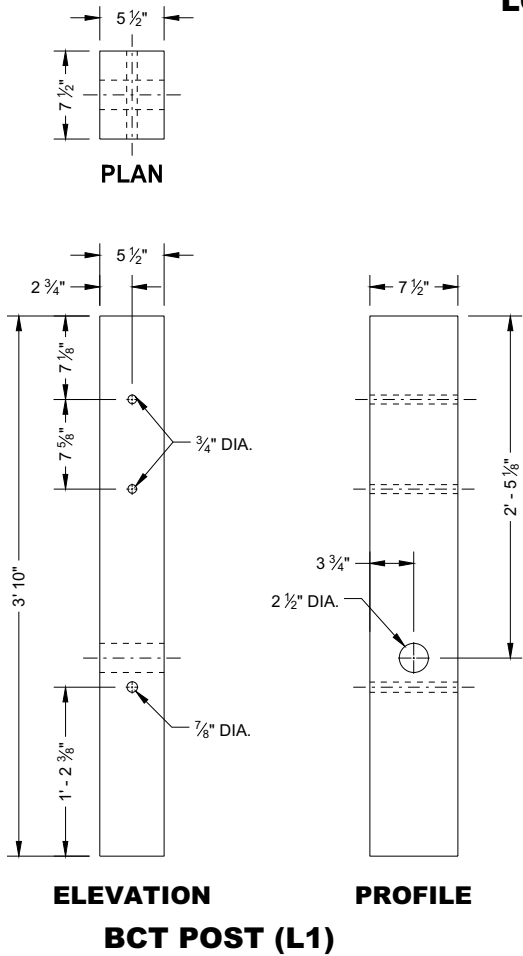 5 ½"
7 ½"
PLAN
5 ½"
2 ¾"
7 ⅛"
7 ⅝"
¾" DIA.
3' 10"
1' - 2 ⅜"
⅞" DIA.
ELEVATION
7 ½"
2' - 5 ⅛"
3 ¾"
2 ½" DIA.
PROFILE
BCT POST (L1)